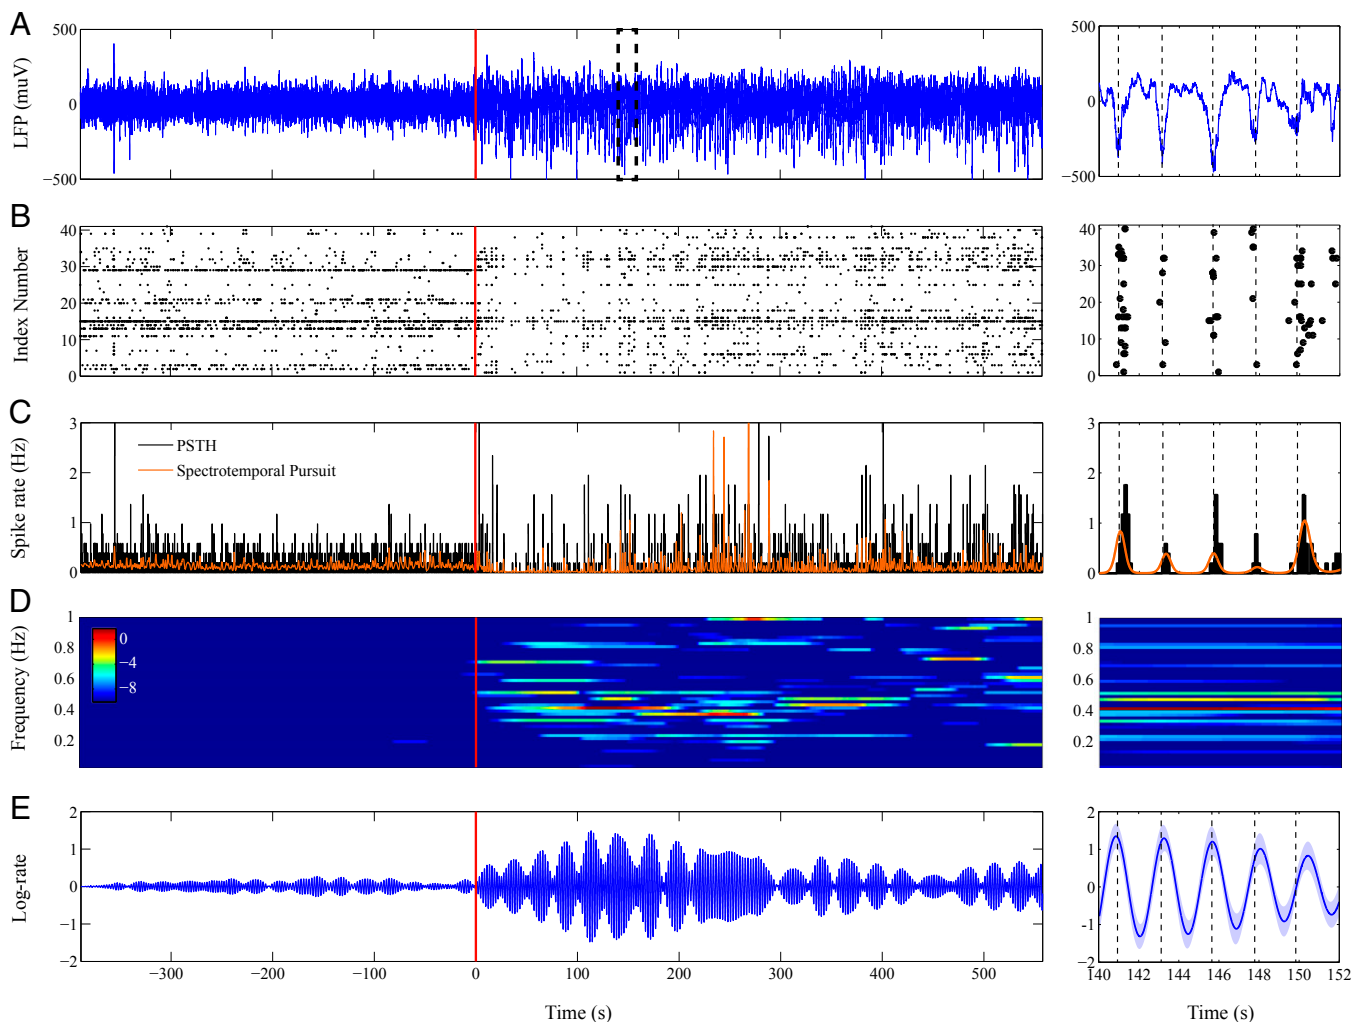 A
500
0
−500
LFP (muV)
500
0
−500
B
40
30
20
10
0
Index Number
40
30
20
10
0
C
3
2
1
0
Spike rate (Hz)
PSTH
Spectrotemporal Pursuit
3
2
1
0
D
1
0.8
0.6
0.4
0.2
Frequency (Hz)
0
−4
−8
1
0.8
0.6
0.4
0.2
E
2
1
0
−1
−2
Log-rate
−300 −200 −100 0 100 200 300 400 500
Time (s)
2
1
0
−1
−2
140 142 144 146 148 150 152
Time (s)